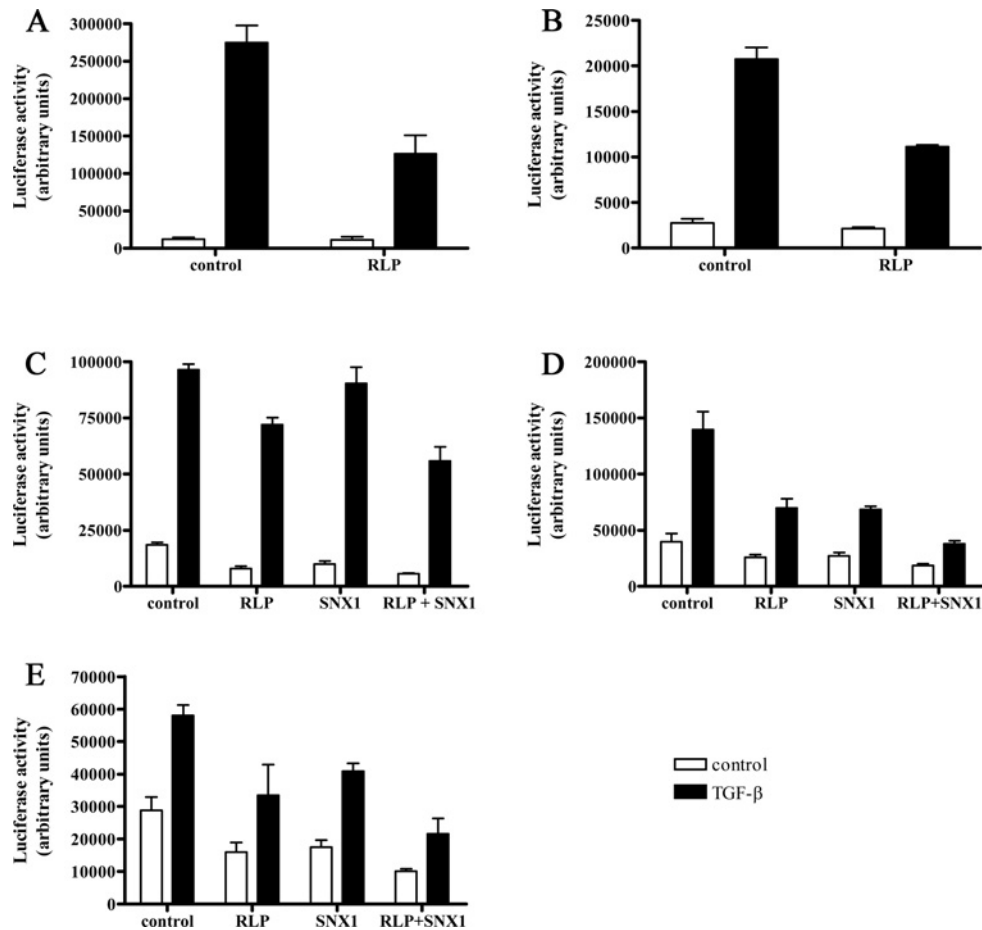 A
Luciferase activity
(arbitrary units)
300000
250000
200000
150000
100000
50000
0
control
RLP
B
Luciferase activity
(arbitrary units)
25000
20000
15000
10000
5000
0
control
RLP
C
Luciferase activity
(arbitrary units)
100000
75000
50000
25000
0
control
RLP
SNX1
RLP + SNX1
D
Luciferase activity
(arbitrary units)
200000
150000
100000
50000
0
control
RLP
SNX1
RLP+SNX1
E
Luciferase activity
(arbitrary units)
70000
60000
50000
40000
30000
20000
10000
0
control
RLP
SNX1
RLP+SNX1
control
TGF-β